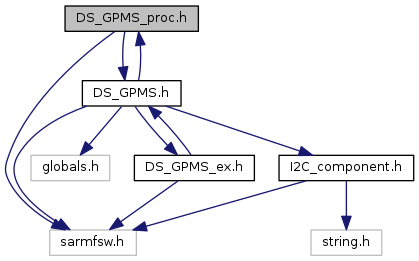 DS_GPMS_proc.h
DS_GPMS.h
globals.h
DS_GPMS_ex.h
I2C_component.h
sarmfsw.h
string.h